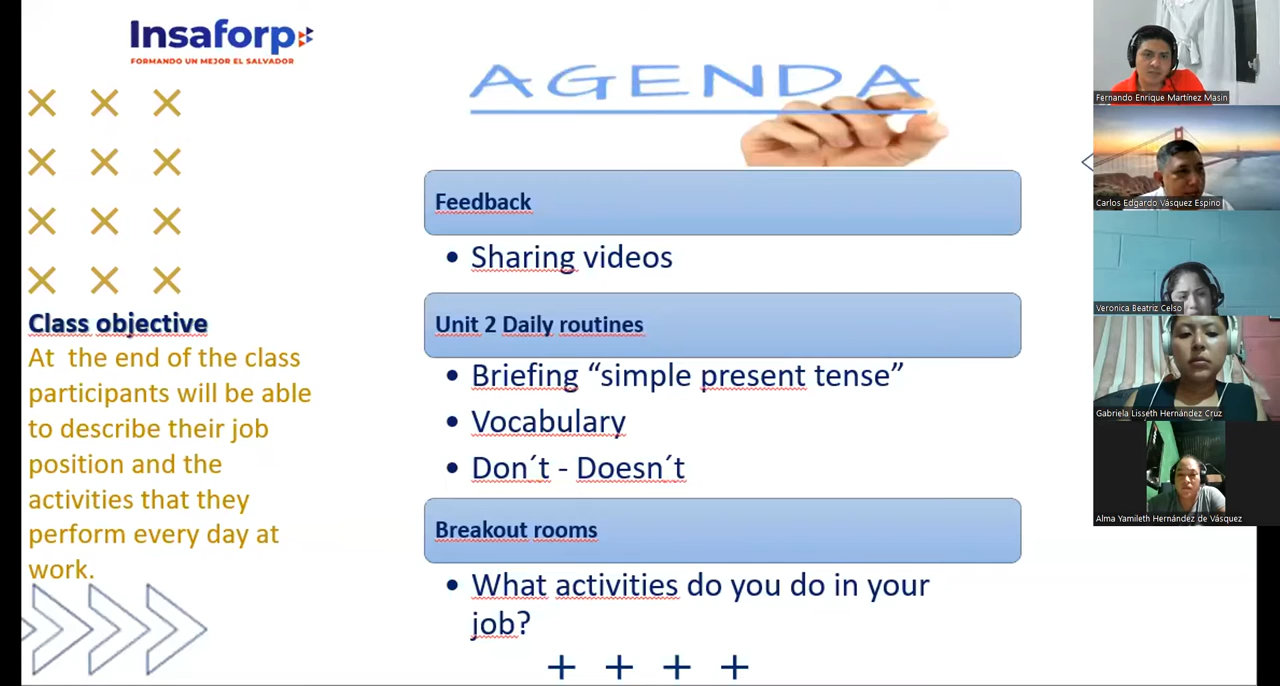 Insaforp
FORMANDO UN MEJOR EL SALVADOR
AGENDA
Feedback
• Sharing videos
Unit 2 Daily routines
• Briefing “simple present tense”
• Vocabulary
• Don´t - Doesn´t
Breakout rooms
• What activities do you do in your
job?
Class objective
At the end of the class
participants will be able
to describe their job
position and the
activities that they
perform every day at
work.
Fernando Enrique Martínez Masin
Carlos Edgardo Vásquez Espino
Veronica Beatriz Celso
Gabriela Lisseth Hernández Cruz
Alma Yamileth Hernández de Vásquez